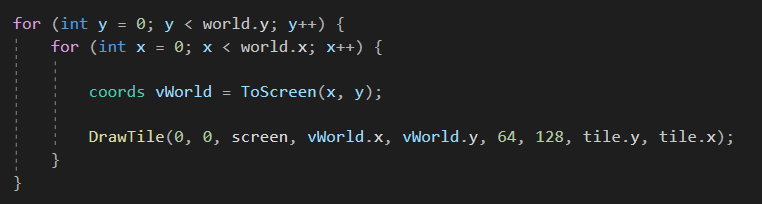 for (int y = 0; y < world.y; y++) {
for (int x = 0; x < world.x; x++) {
coords vWorld = ToScreen(x, y);
DrawTile(0, 0, screen, vWorld.x, vWorld.y, 64, 128, tile.y, tile.x);
}
}